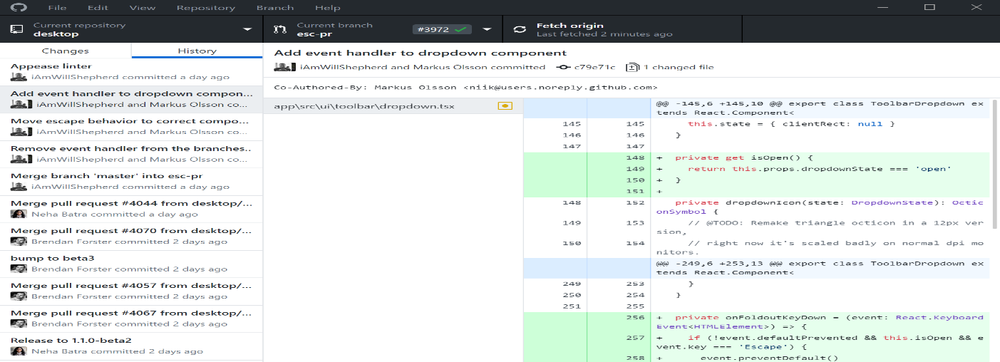 File Edit View Repository Branch Help
Current repository
desktop
Current branch
esc-pr
#3972
Fetch origin
Last fetched 2 minutes ago
Changes History
Appease linter
iAmWillShepherd committed a day ago
Add event handler to dropdown compon...
iAmWillShepherd and Markus Olsson co...
Move escape behavior to correct compo...
iAmWillShepherd and Markus Olsson co...
Remove event handler from the branches..
iAmWillShepherd and Markus Olsson co...
Merge branch 'master' into esc-pr
iAmWillShepherd committed a day ago
Merge pull request #4044 from desktop/...
Neha Batra committed a day ago
Merge pull request #4070 from desktop/...
Brendan Forster committed 2 days ago
bump to beta3
Brendan Forster committed 2 days ago
Merge pull request #4057 from desktop/...
Brendan Forster committed 2 days ago
Merge pull request #4067 from desktop/...
Brendan Forster committed 2 days ago
Release to 1.1.0-beta2
Neha Batra committed 2 days ago
Add event handler to dropdown component
iAmWillShepherd and Markus Olsson committed c79e71c 1 changed file
Co-Authored-By: Markus Olsson <niik@users.noreply.github.com>
app\src\ui\toolbar\dropdown.tsx
@@ -145,6 +145,10 @@ export class ToolbarDropdown ex
tends React.Component<
145 145 this.state = { clientRect: null }
146 146 }
147 147
148 + private get isOpen() {
149 + return this.props.dropdownState === 'open'
150 + }
151 +
148 152 private dropdownIcon(state: DropdownState): Octic
onSymbol {
149 153 // @TODO: Remake triangle octicon in a 12px ver
sion,
150 154 // right now it's scaled badly on normal dpi mo
nitors.
@@ -249,6 +253,13 @@ export class ToolbarDropdown ex
tends React.Component<
249 253 }
250 254 }
251 255
256 + private onFoldoutKeyDown = (event: React.Keyboard
Event<HTMLElement>) => {
257 + if (!event.defaultPrevented && this.isOpen && e
vent.key === 'Escape') {
258 + event.preventDefault()